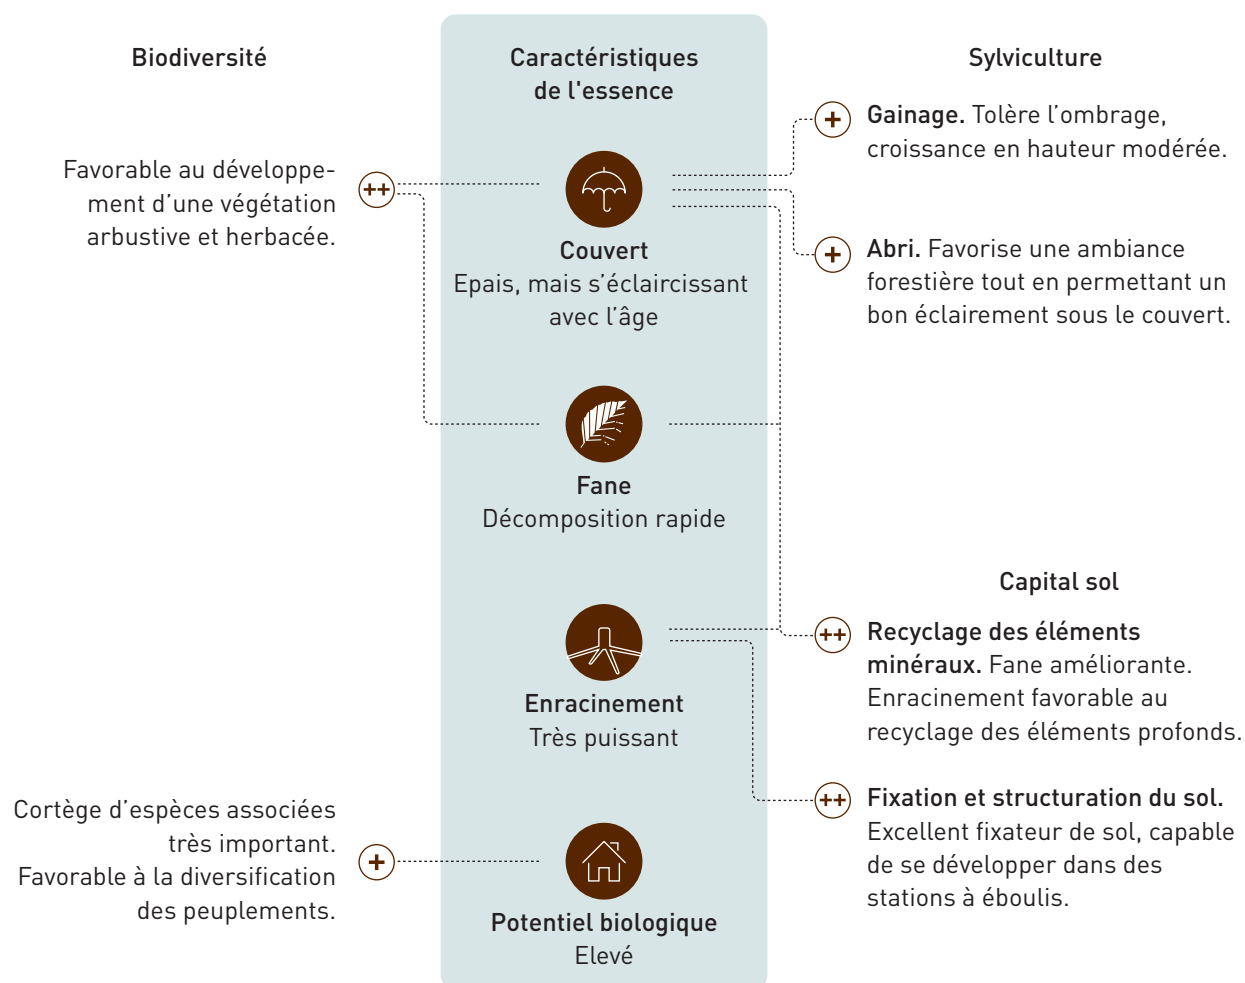 Biodiversité
Favorable au développe-
ment d’une végétation
arbustive et herbacée.
++
Cortège d’espèces associées
très important.
Favorable à la diversification
des peuplements.
+
Caractéristiques
de l'essence
Couvert
Epais, mais s’éclaircissant
avec l’âge
Fane
Décomposition rapide
Enracinement
Très puissant
Potentiel biologique
Elevé
Sylviculture
+
Gainage. Tolère l’ombrage,
croissance en hauteur modérée.
+
Abri. Favorise une ambiance
forestière tout en permettant un
bon éclairement sous le couvert.
Capital sol
++
Recyclage des éléments
minéraux. Fane améliorante.
Enracinement favorable au
recyclage des éléments profonds.
++
Fixation et structuration du sol.
Excellent fixateur de sol, capable
de se développer dans des
stations à éboulis.